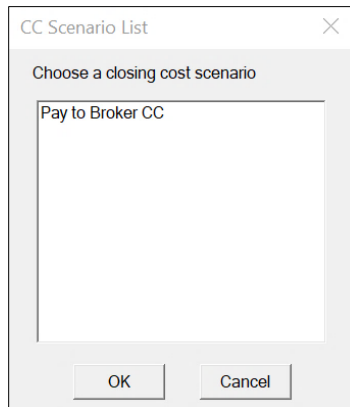 CC Scenario List
Choose a closing cost scenario
Pay to Broker CC
OK Cancel